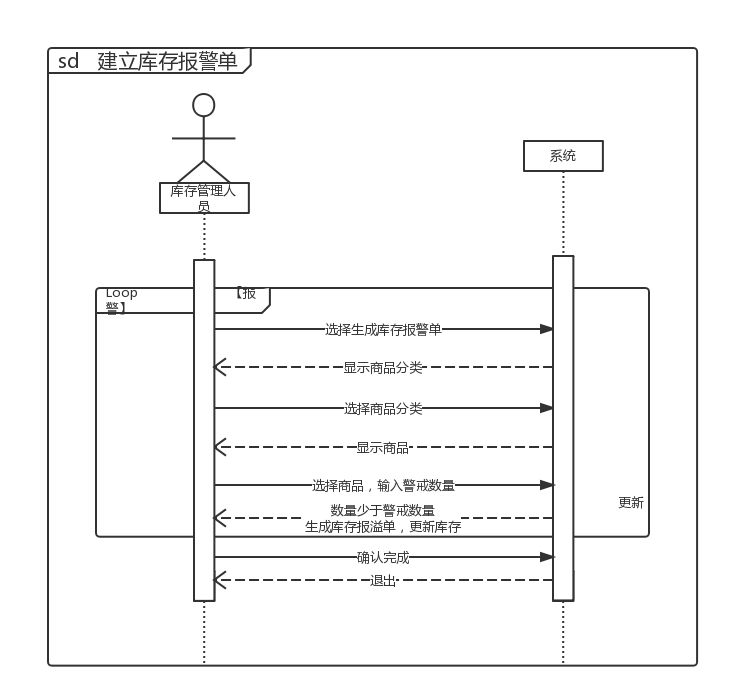 sd 建立库存报警单
系统
库存管理人
员
Loop 【报
警】
选择生成库存报警单
显示商品分类
选择商品分类
显示商品
选择商品，输入警戒数量
更新
数量少于警戒数量
生成库存报溢单，更新库存
确认完成
退出